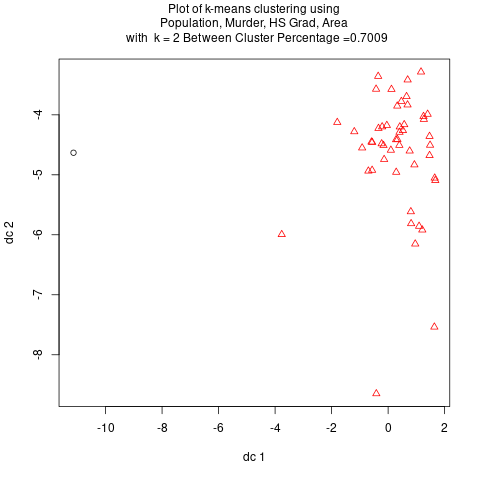 Plot of k-means clustering using
Population, Murder, HS Grad, Area
with k = 2 Between Cluster Percentage =0.7009
-4
-5
-6
-7
-8
dc 2
-10
-8
-6
-4
-2
0
2
dc 1